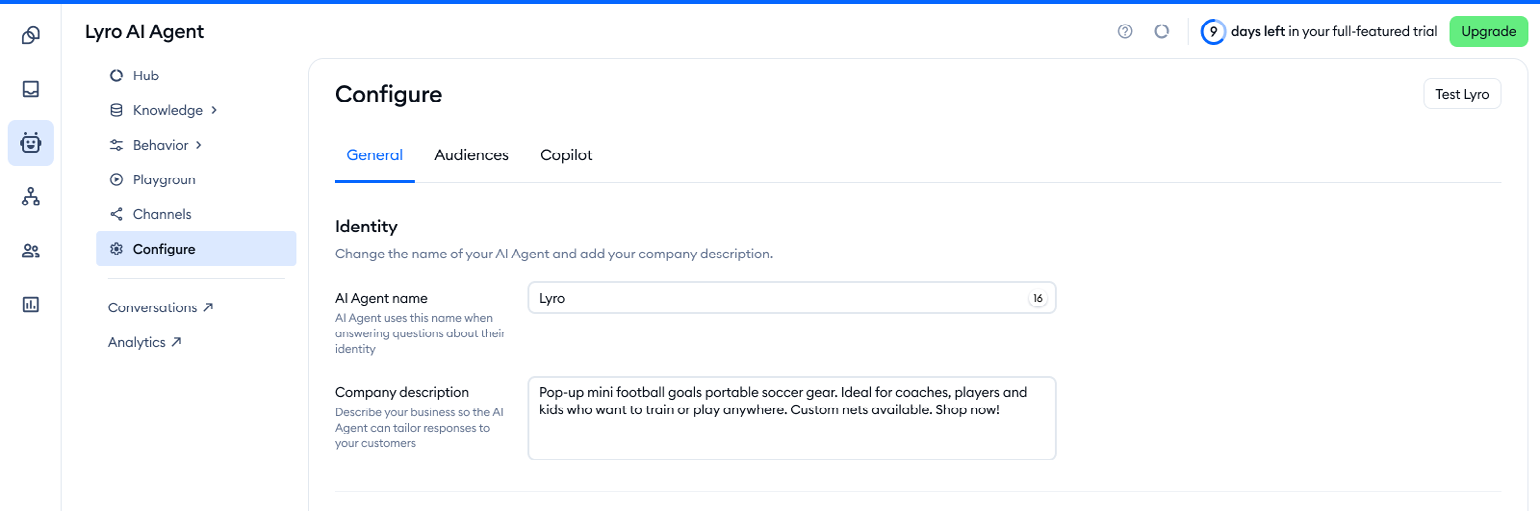 Lyro AI Agent
9 days left in your full-featured trial
Upgrade
Hub
Knowledge
Behavior
Channels
Configure
Conversations
Analytics
Configure
Test Lyro
General
Audiences
Copilot
Identity
Change the name of your AI Agent and add your company description.
AI Agent name
AI Agent uses this name when
answering questions about their
identity
Lyro
16
Company description
Describe your business so the AI
Agent can tailor responses to
your customers
Pop-up mini football goals portable soccer gear. Ideal for coaches, players and
kids who want to train or play anywhere. Custom nets available. Shop now!